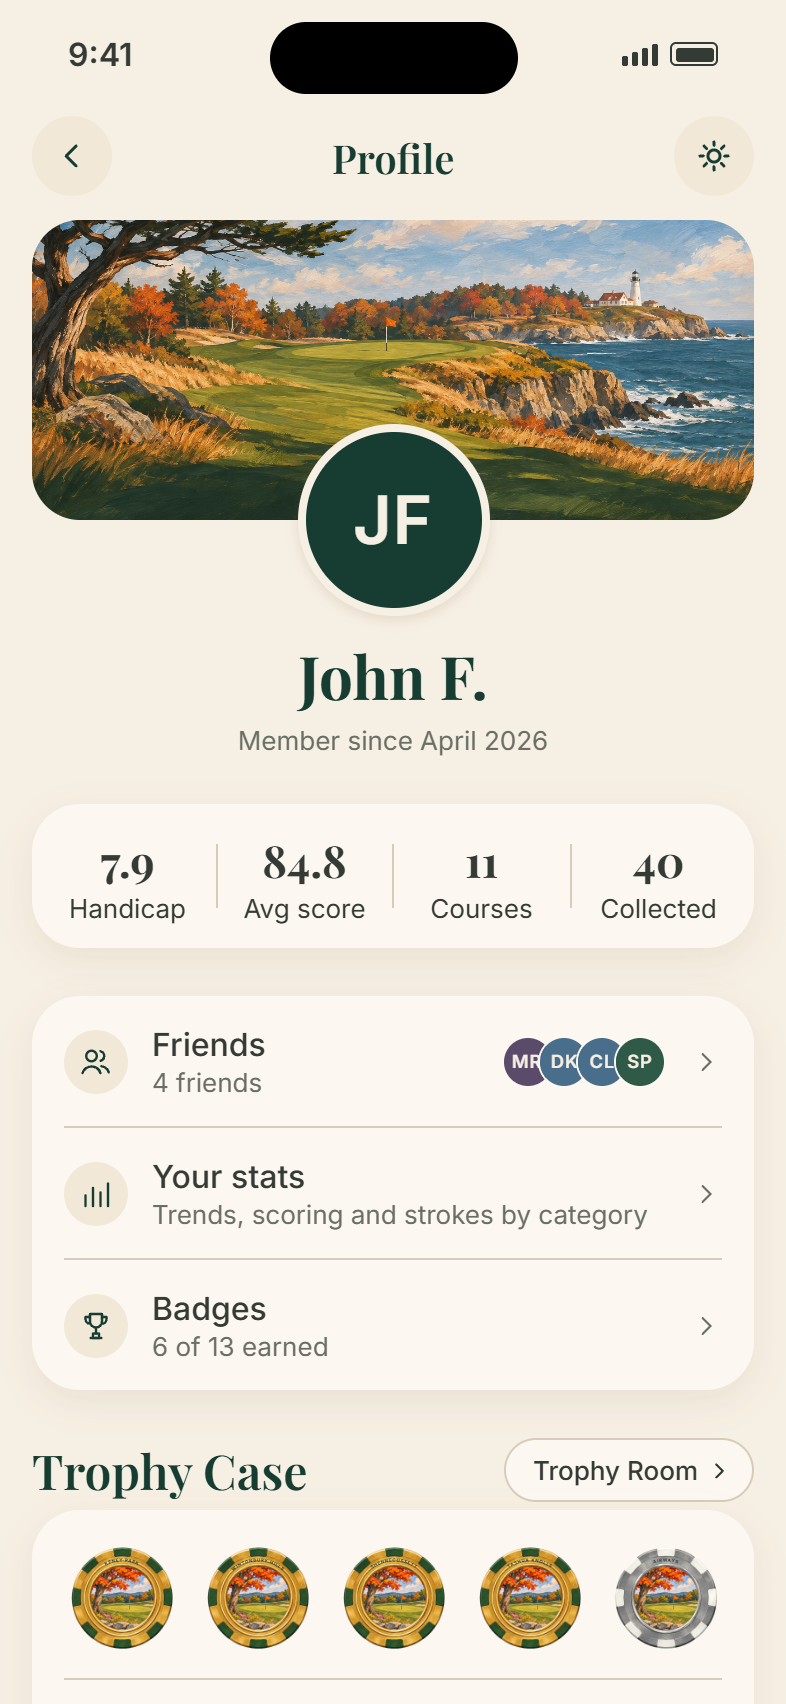 9:41
Profile
JF
John F.
Member since April 2026
7.9 84.8 11 40
Handicap Avg score Courses Collected
Friends
4 friends
MR DK CL SP
Your stats
Trends, scoring and strokes by category
Badges
6 of 13 earned
Trophy Case
Trophy Room